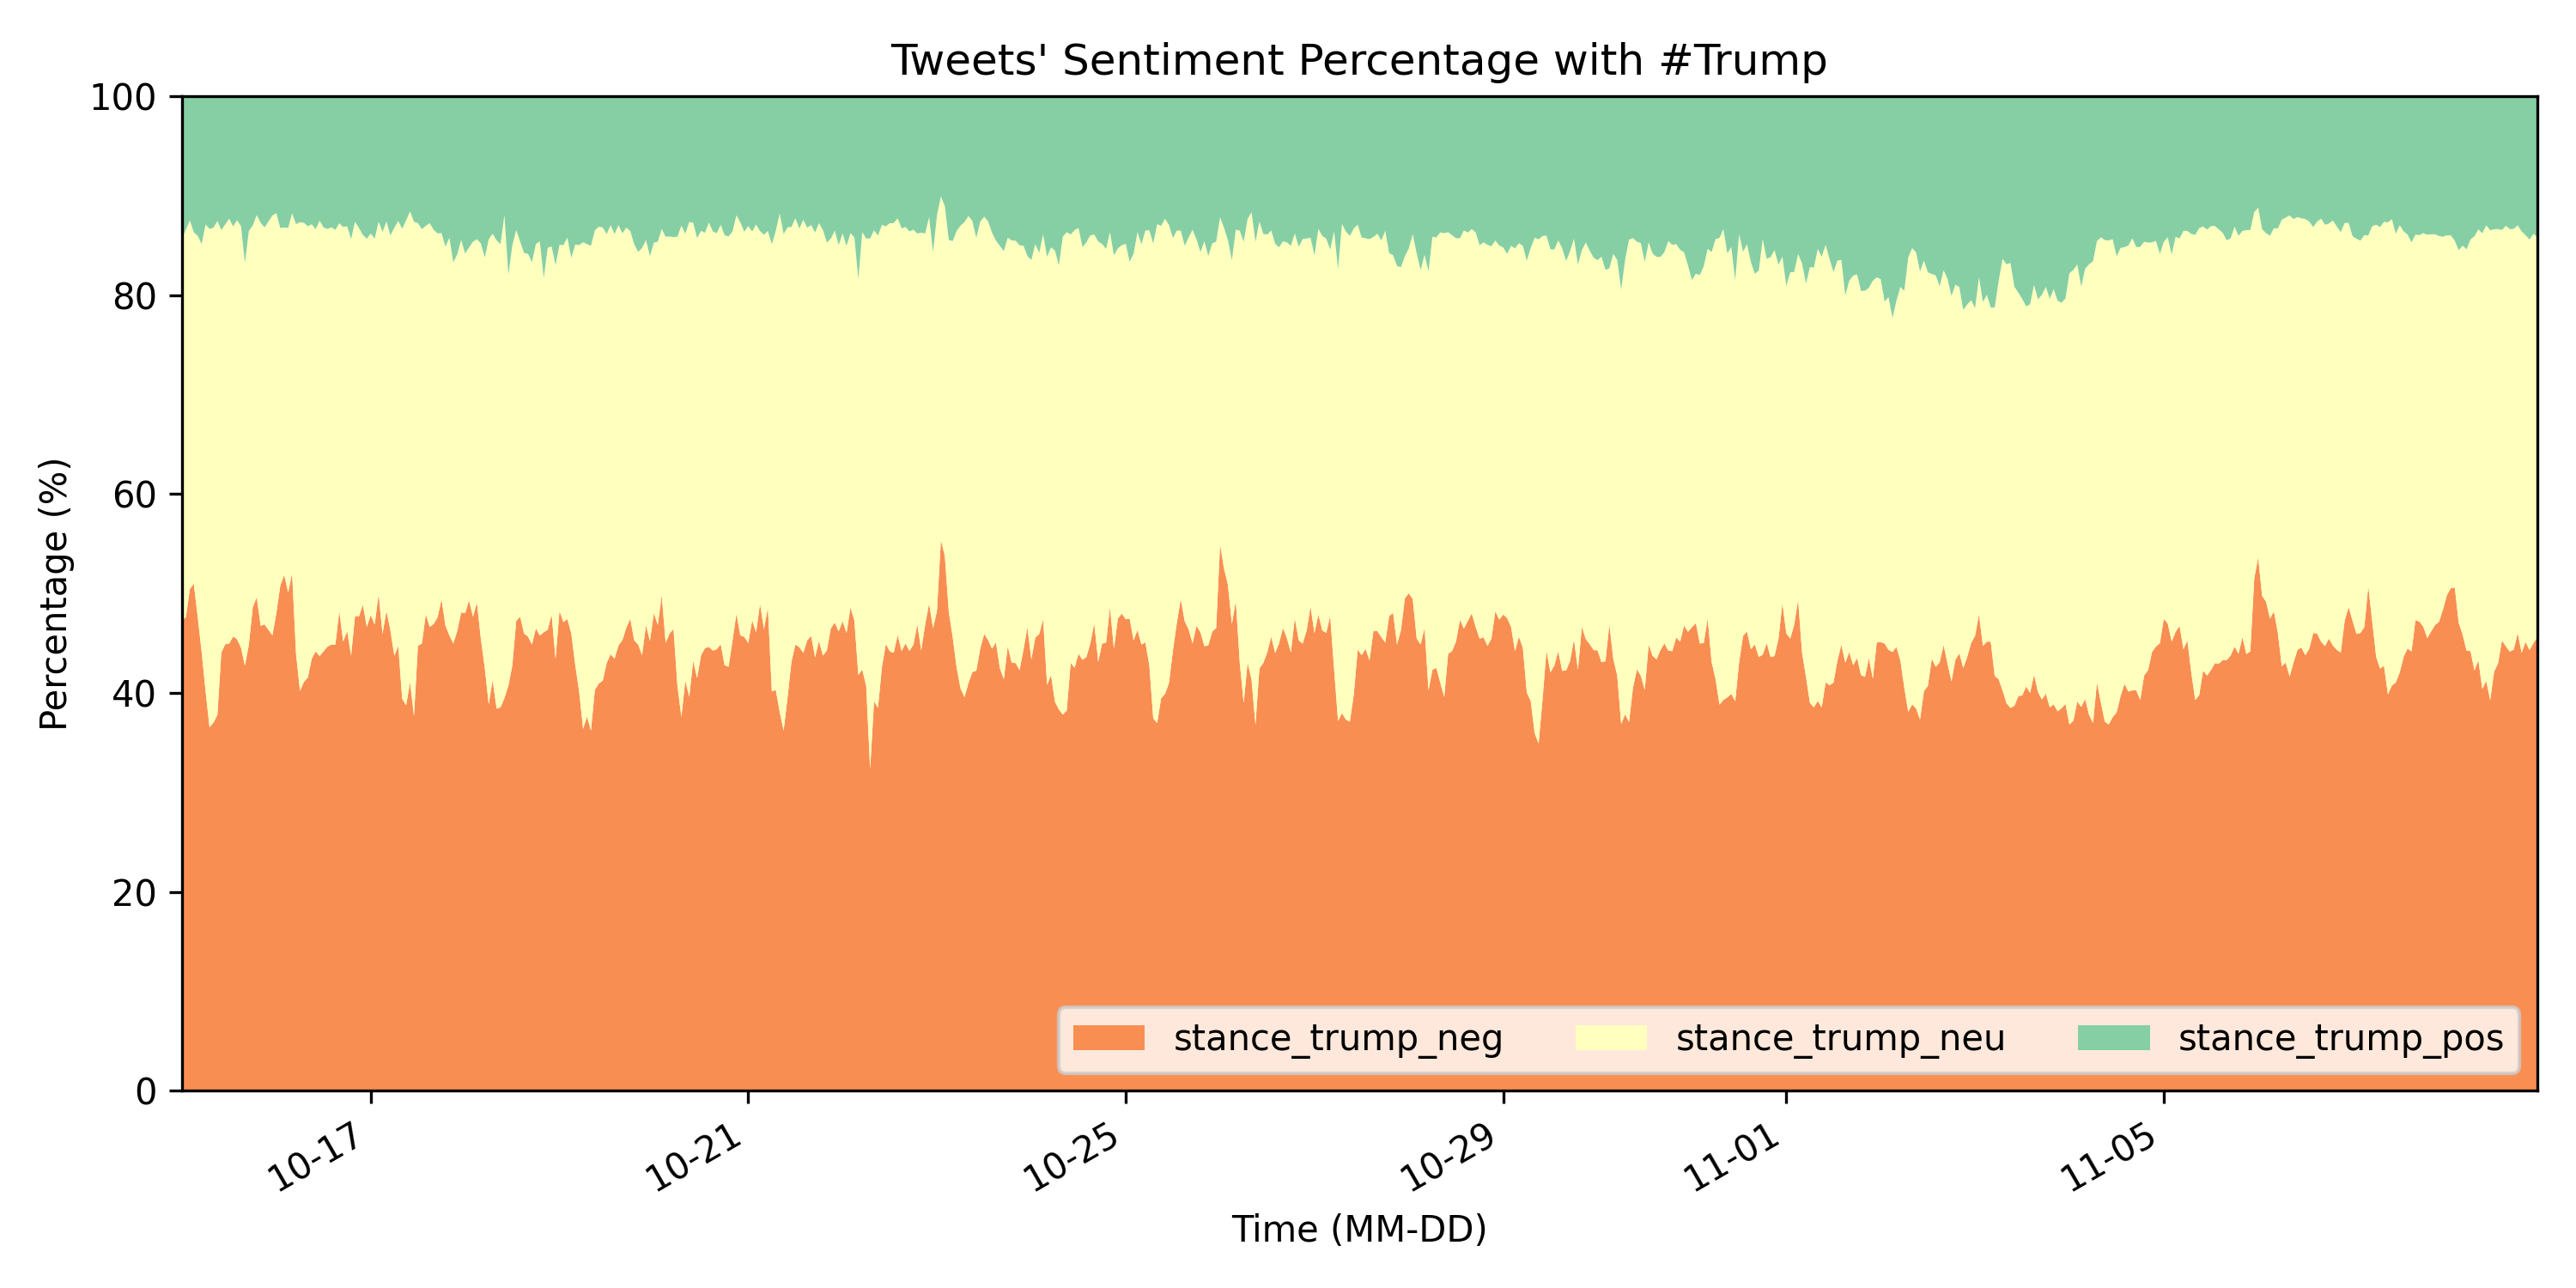 Tweets' Sentiment Percentage with #Trump
Percentage (%)
100
80
60
40
20
0
stance_trump_neg stance_trump_neu stance_trump_pos
10-17 10-21 10-25 10-29 11-01 11-05
Time (MM-DD)